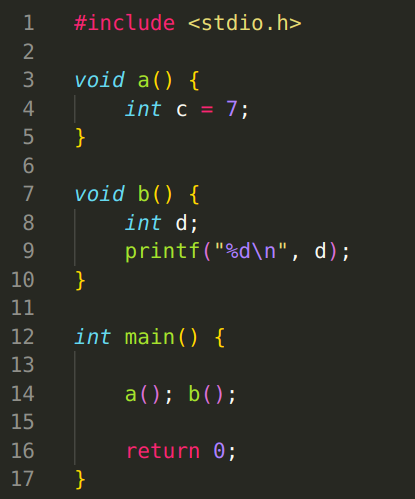 1 #include <stdio.h>
2
3 void a() {
4     int c = 7;
5 }
6
7 void b() {
8     int d;
9     printf("%d\n", d);
10 }
11
12 int main() {
13
14     a(); b();
15
16     return 0;
17 }